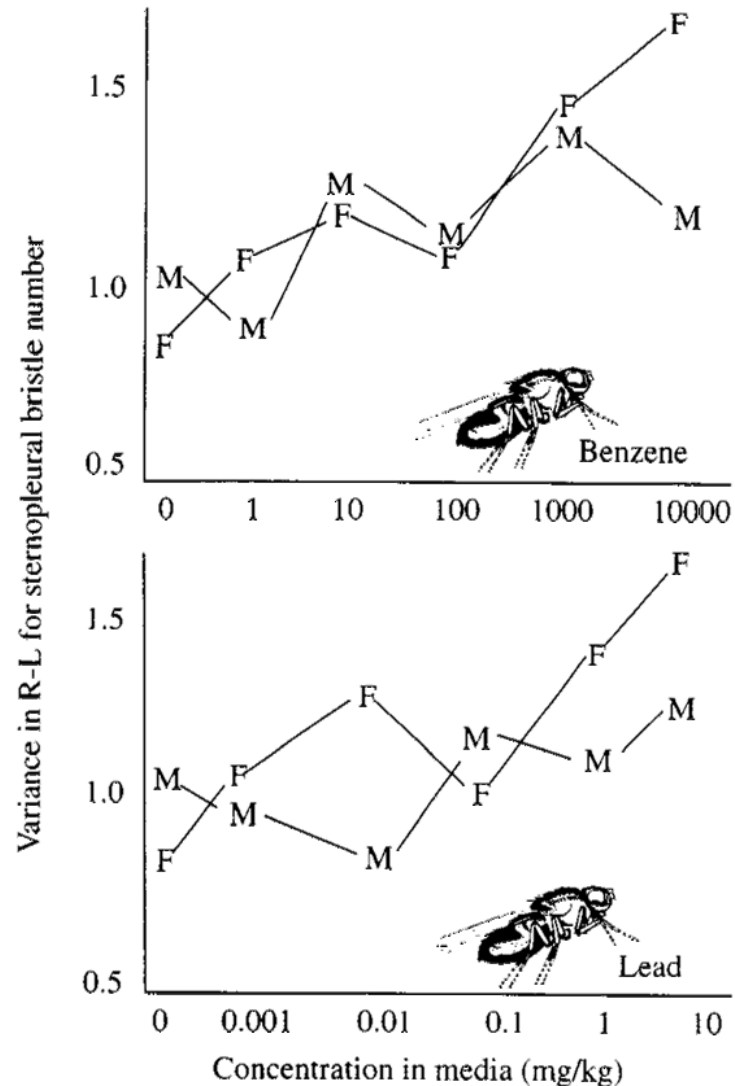 Variance in R-L for sternopleural bristle number
1.5
1.0
0.5
F
M
M
F
F
M
M
F
M
F
M
F
Benzene
0 1 10 100 1000 10000
1.5
1.0
0.5
F
F
F
M
M
M
F
M
F
M
F
M
Lead
0 0.001 0.01 0.1 1 10
Concentration in media (mg/kg)